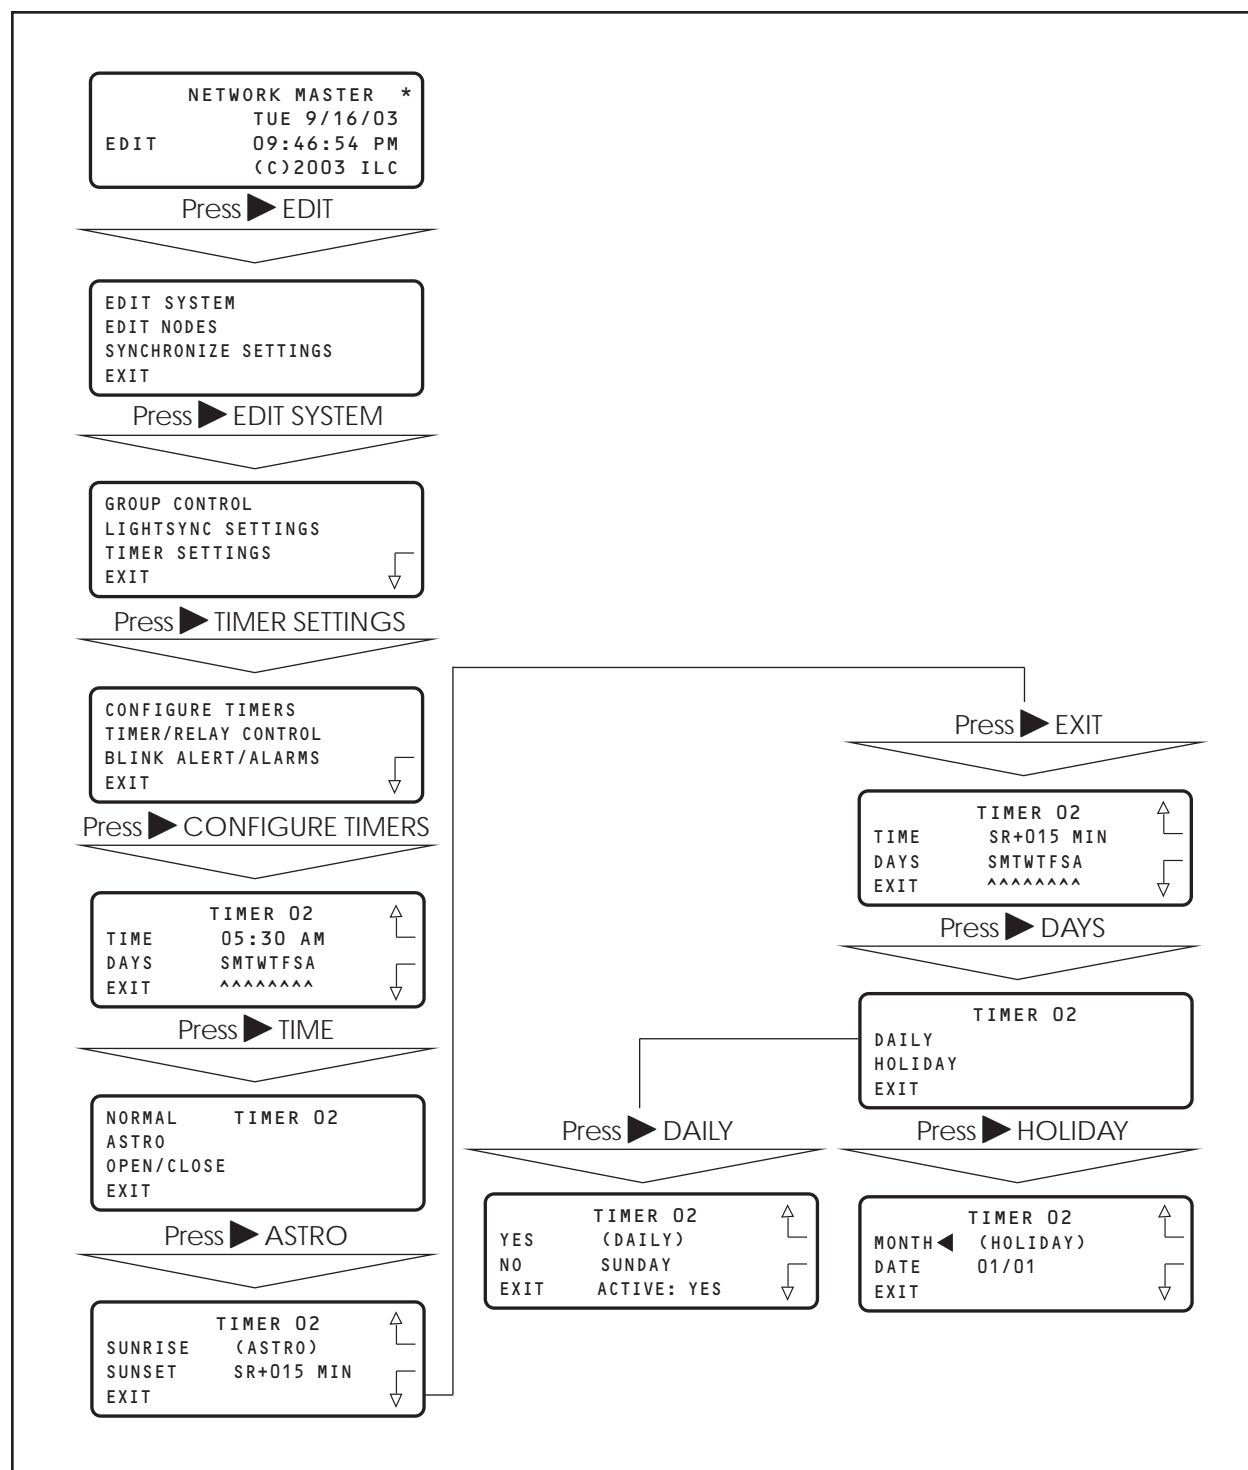 NETWORK MASTER *
TUE 9/16/03
EDIT 09:46:54 PM
(C)2003 ILC
Press ▶ EDIT
EDIT SYSTEM
EDIT NODES
SYNCHRONIZE SETTINGS
EXIT
Press ▶ EDIT SYSTEM
GROUP CONTROL
LIGHTSYNC SETTINGS
TIMER SETTINGS
EXIT
Press ▶ TIMER SETTINGS
CONFIGURE TIMERS
TIMER/RELAY CONTROL
BLINK ALERT/ALARMS
EXIT
Press ▶ CONFIGURE TIMERS
TIMER 02
TIME 05:30 AM
DAYS SMTWTFSA
EXIT ^^^^^^^^
Press ▶ TIME
NORMAL TIMER 02
ASTRO
OPEN/CLOSE
EXIT
Press ▶ ASTRO
TIMER 02
SUNRISE (ASTRO)
SUNSET SR+015 MIN
EXIT
Press ▶ EXIT
TIMER 02
TIME SR+015 MIN
DAYS SMTWTFSA
EXIT ^^^^^^^^
Press ▶ DAYS
TIMER 02
DAILY
HOLIDAY
EXIT
Press ▶ DAILY
TIMER 02
YES (DAILY)
NO SUNDAY
EXIT ACTIVE: YES
Press ▶ HOLIDAY
TIMER 02
MONTH ◀ (HOLIDAY)
DATE 01/01
EXIT